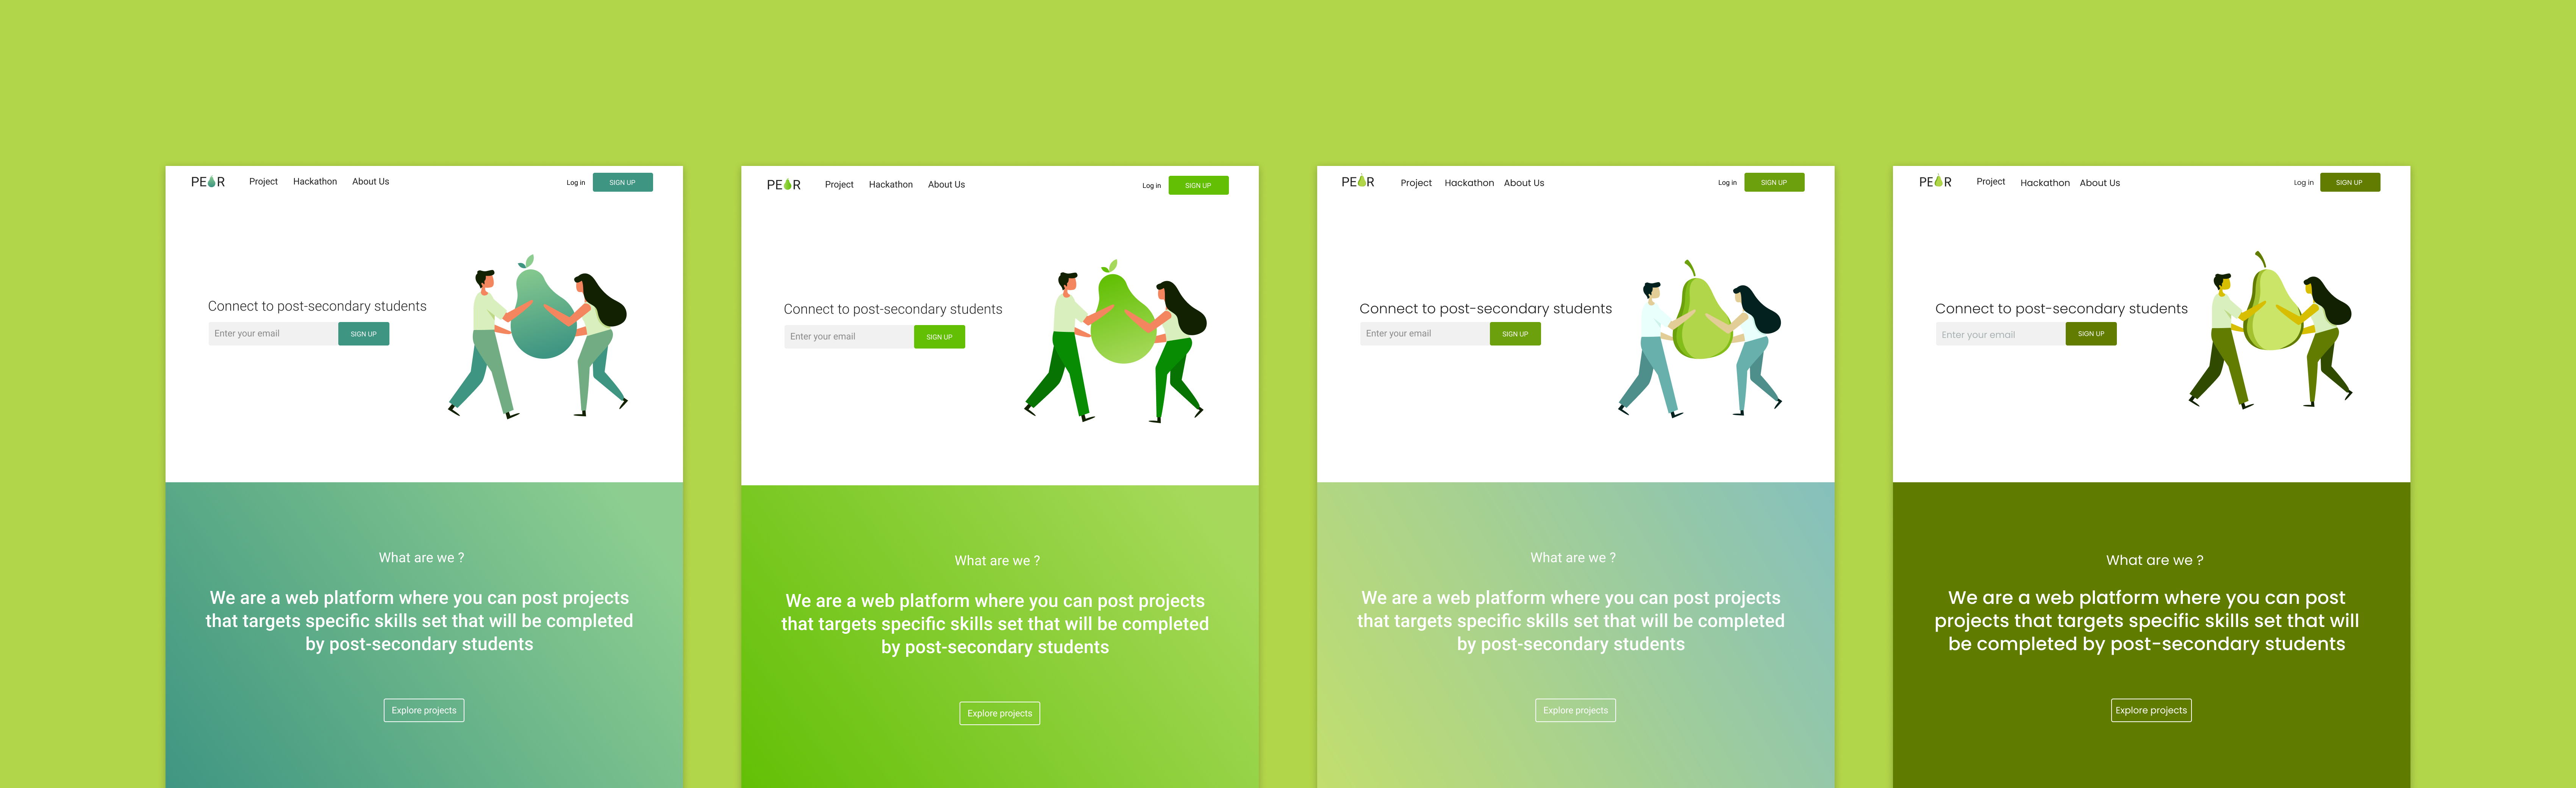 PEAR Project Hackathon About Us Log in SIGN UP
Connect to post-secondary students
Enter your email SIGN UP
What are we ?
We are a web platform where you can post projects
that targets specific skills set that will be completed
by post-secondary students
Explore projects
PEAR Project Hackathon About Us Log in SIGN UP
Connect to post-secondary students
Enter your email SIGN UP
What are we ?
We are a web platform where you can post projects
that targets specific skills set that will be completed
by post-secondary students
Explore projects
PEAR Project Hackathon About Us Log in SIGN UP
Connect to post-secondary students
Enter your email SIGN UP
What are we ?
We are a web platform where you can post projects
that targets specific skills set that will be completed
by post-secondary students
Explore projects
PEAR Project Hackathon About Us Log in SIGN UP
Connect to post-secondary students
Enter your email SIGN UP
What are we ?
We are a web platform where you can post
projects that targets specific skills set that will
be completed by post-secondary students
Explore projects